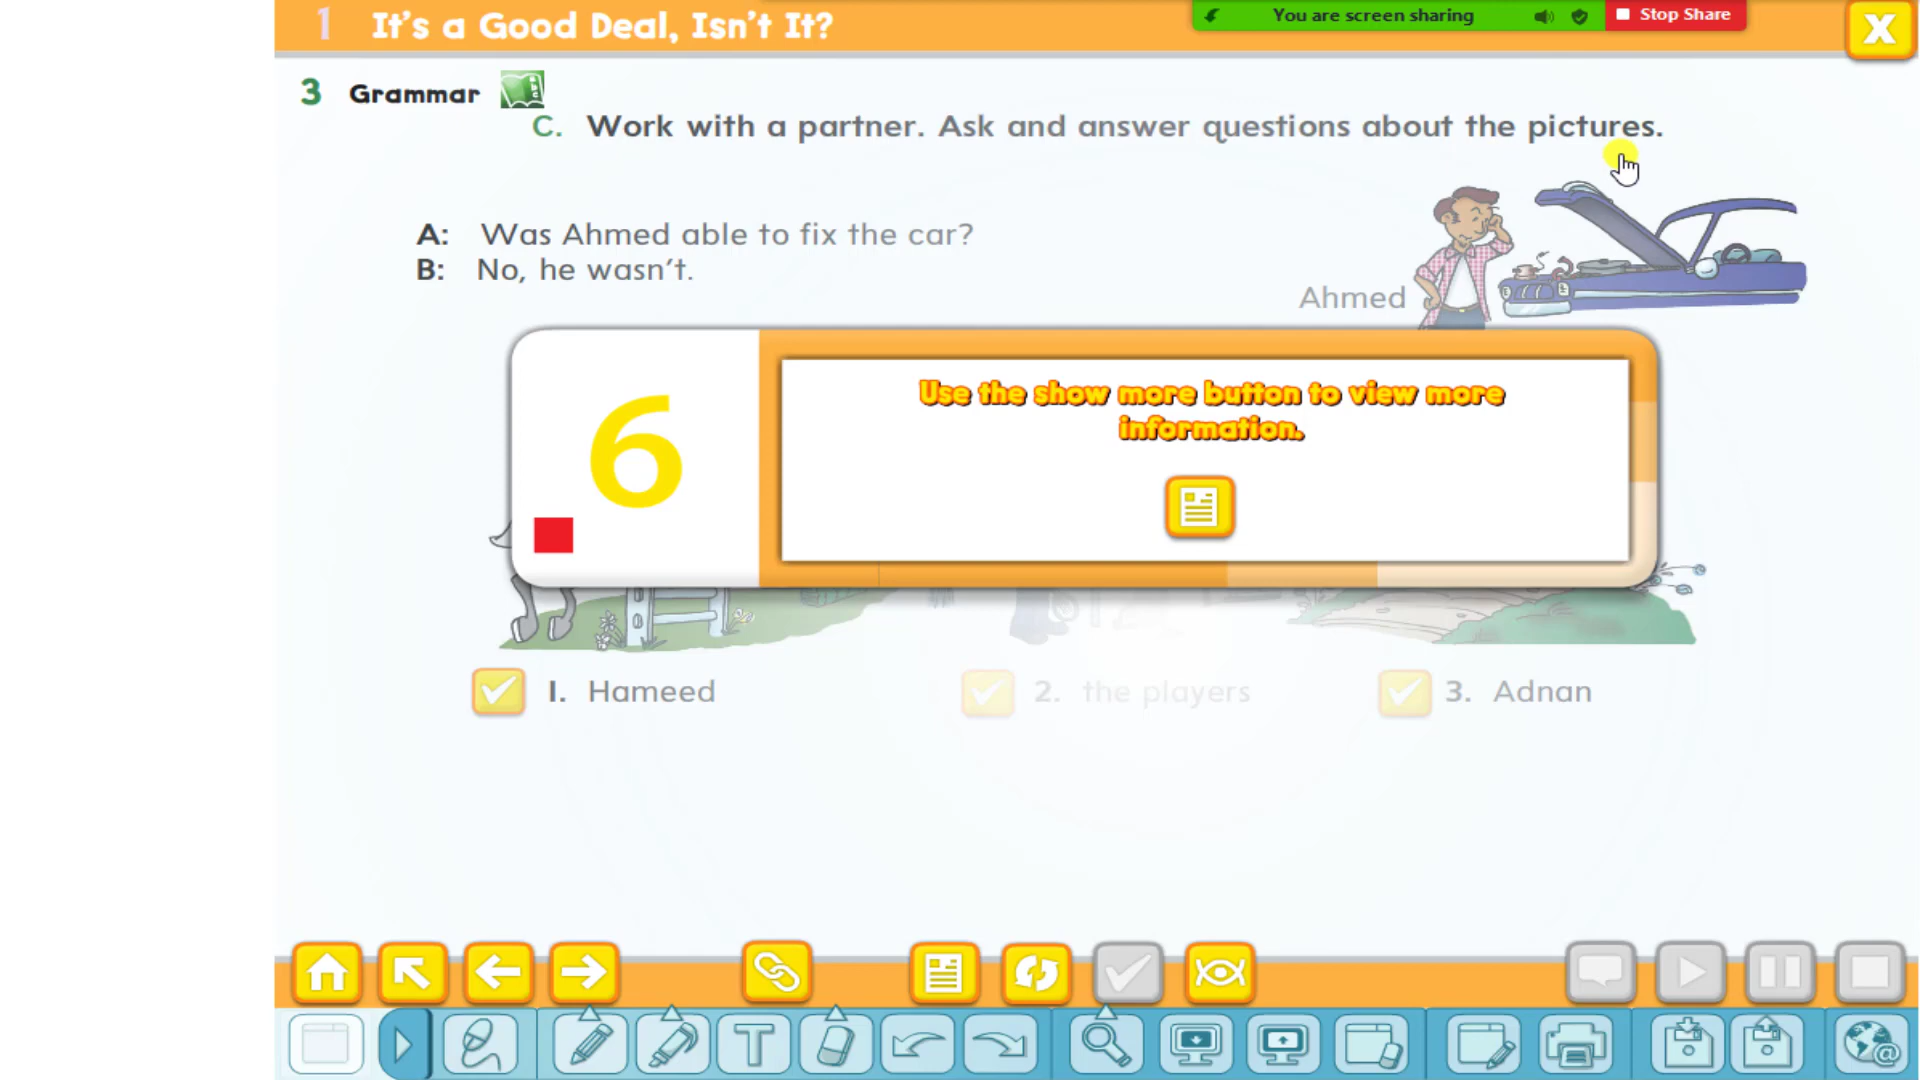 1 It's a Good Deal, Isn't It?
You are screen sharing
Stop Share
X
3 Grammar
C. Work with a partner. Ask and answer questions about the pictures.
A: Was Ahmed able to fix the car?
B: No, he wasn't.
Ahmed
6
Use the show more button to view more
information.
1. Hameed
2. the players
3. Adnan